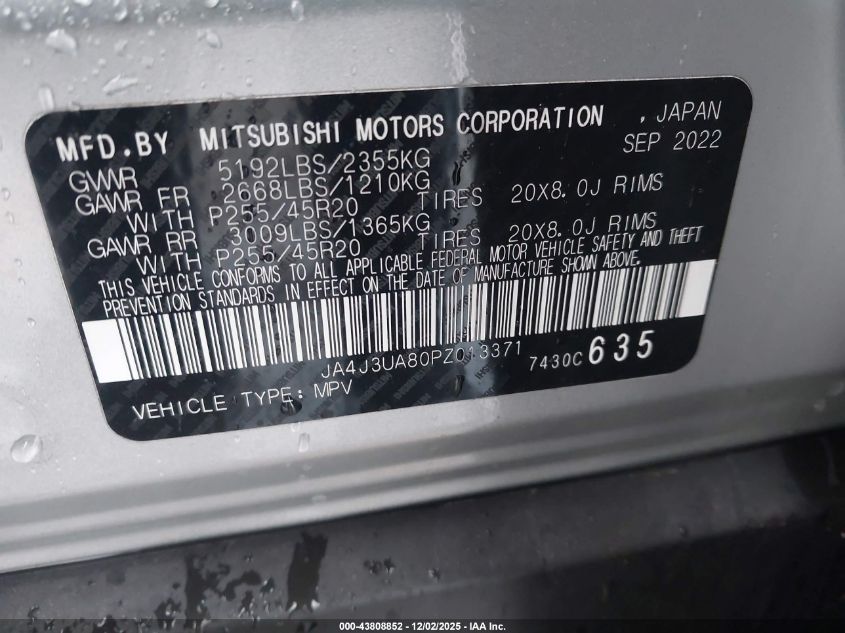 MFD.BY MITSUBISHI MOTORS CORPORATION , JAPAN
SEP 2022
GVWR 5192LBS/2355KG
GAWR FR 2668LBS/1210KG
WITH P255/45R20 TIRES 20X8.0J RIMS
GAWR RR 3009LBS/1365KG
WITH P255/45R20 TIRES 20X8.0J RIMS
THIS VEHICLE CONFORMS TO ALL APPLICABLE FEDERAL MOTOR VEHICLE SAFETY AND THEFT
PREVENTION STANDARDS IN EFFECT ON THE DATE OF MANUFACTURE SHOWN ABOVE.
JA4J3UA80PZ013371
7430C 635
VEHICLE TYPE: MPV
000-43808852 - 12/02/2025 - IAA Inc.